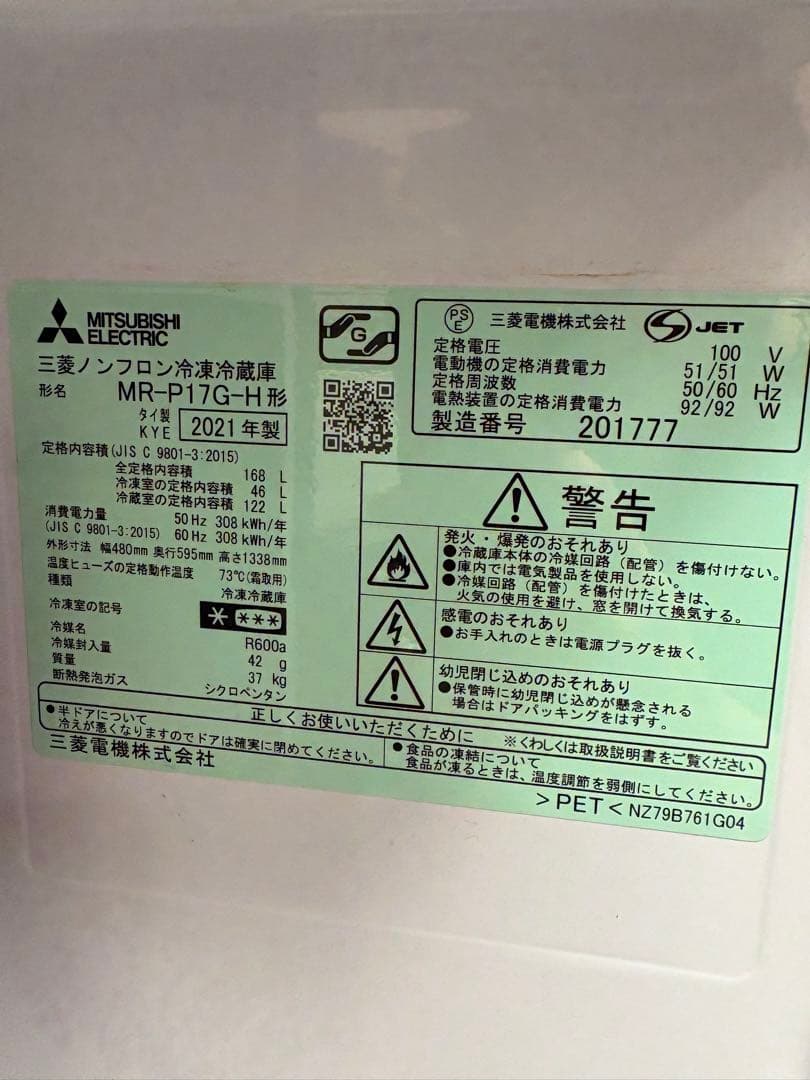 MITSUBISHI
ELECTRIC
三菱ノンフロン冷凍冷蔵庫
形名 MR-P17G-H形
タイ製
KYE 2021年製
定格内容積(JIS C 9801-3:2015)
全定格内容積 168 L
冷凍室の定格内容積 46 L
冷蔵室の定格内容積 122 L
消費電力量 50Hz 308 kWh/年
(JIS C 9801-3:2015) 60Hz 308 kWh/年
外形寸法 幅480mm 奥行595mm 高さ1338mm
温度ヒューズの定格動作温度 73℃(霜取用)
種類 冷凍冷蔵庫
冷凍室の記号 * ***
冷媒名 R600a
冷媒封入量 42 g
質量 37 kg
断熱発泡ガス シクロペンタン
G
PSE 三菱電機株式会社 S JET
定格電圧 100 V
電動機の定格消費電力 51/51 W
定格周波数 50/60 Hz
電熱装置の定格消費電力 92/92 W
製造番号 201777
警告
発火・爆発のおそれあり
●冷蔵庫本体の冷媒回路(配管)を傷付けない。
●庫内では電気製品を使用しない。
●冷媒回路(配管)を傷付けたときは、
火気の使用を避け、窓を開けて換気する。
感電のおそれあり
●お手入れのときは電源プラグを抜く。
幼児閉じ込めのおそれあり
●保管時に幼児閉じ込めが懸念される
場合はドアパッキングをはずす。
正しくお使いいただくために ※くわしくは取扱説明書をご覧ください
●半ドアについて
冷えが悪くなりますのでドアは確実に閉めてください。
●食品の凍結について
食品が凍るときは、温度調節を弱側にしてください。
三菱電機株式会社
>PET< NZ79B761G04